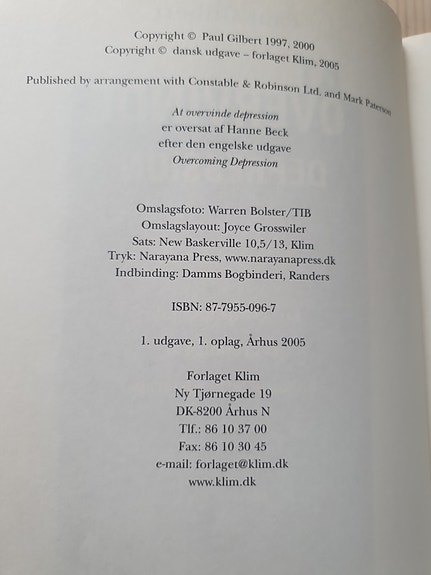 Copyright © Paul Gilbert 1997, 2000
Copyright © dansk udgave – forlaget Klim, 2005
Published by arrangement with Constable & Robinson Ltd. and Mark Paterson
At overvinde depression
er oversat af Hanne Beck
efter den engelske udgave
Overcoming Depression
Omslagsfoto: Warren Bolster/TIB
Omslagslayout: Joyce Grosswiler
Sats: New Baskerville 10,5/13, Klim
Tryk: Narayana Press, www.narayanapress.dk
Indbinding: Damms Bogbinderi, Randers
ISBN: 87-7955-096-7
1. udgave, 1. oplag, Århus 2005
Forlaget Klim
Ny Tjørnegade 19
DK-8200 Århus N
Tlf.: 86 10 37 00
Fax: 86 10 30 45
e-mail: forlaget@klim.dk
www.klim.dk